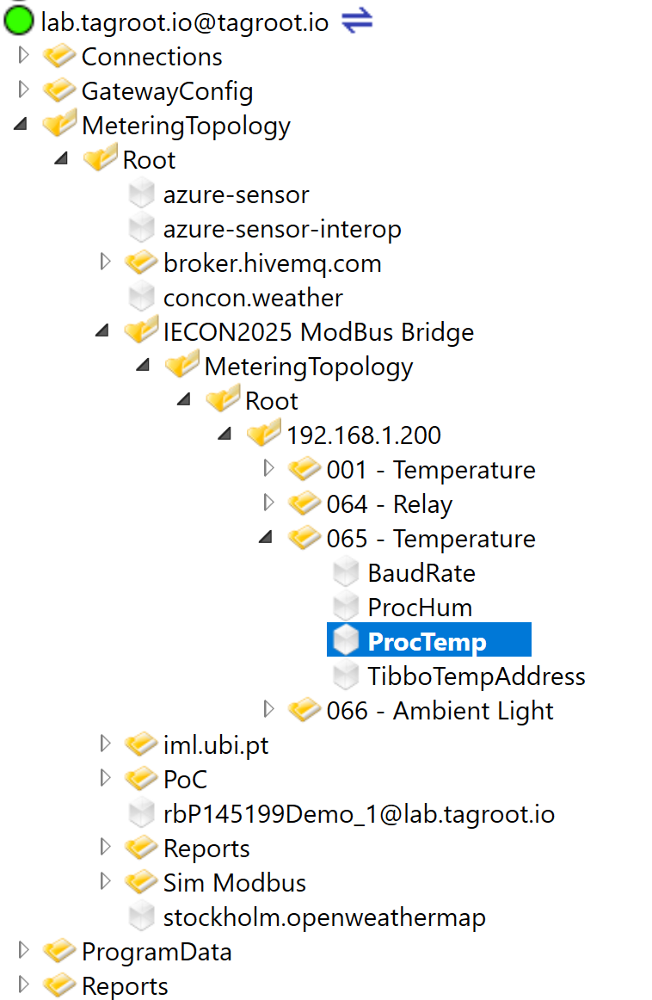 lab.tagroot.io@tagroot.io
Connections
GatewayConfig
MeteringTopology
Root
azure-sensor
azure-sensor-interop
broker.hivemq.com
concon.weather
IECON2025 ModBus Bridge
MeteringTopology
Root
192.168.1.200
001 - Temperature
064 - Relay
065 - Temperature
BaudRate
ProcHum
ProcTemp
TibboTempAddress
066 - Ambient Light
iml.ubi.pt
PoC
rbP145199Demo_1@lab.tagroot.io
Reports
Sim Modbus
stockholm.openweathermap
ProgramData
Reports